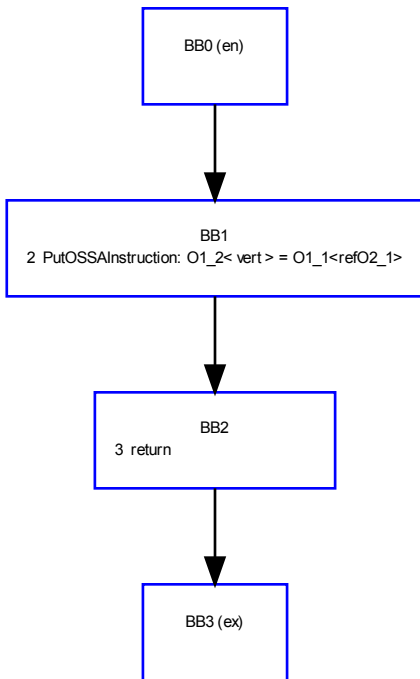 BB0 (en)
BB1
2 PutOSSAInstruction: O1_2< vert > = O1_1<refO2_1>
BB2
3 return
BB3 (ex)